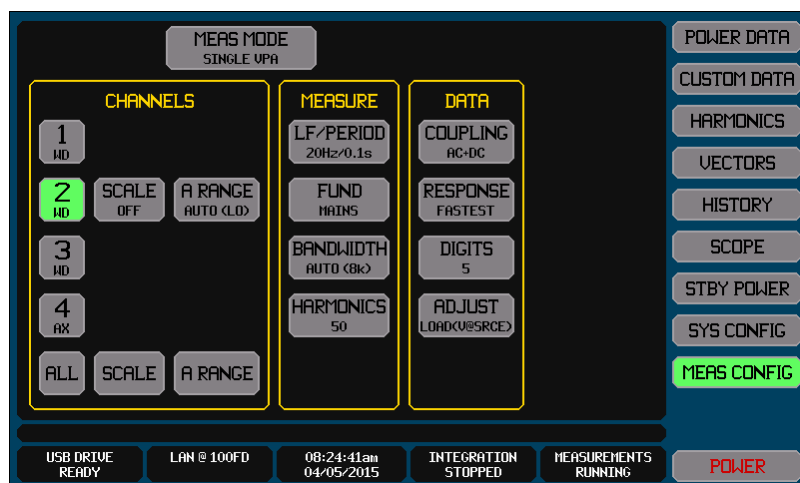 MEAS MODE
SINGLE VPA
CHANNELS
1
WD
2
WD
SCALE
OFF
A RANGE
AUTO (LO)
3
WD
4
AX
ALL
SCALE
A RANGE
MEASURE
LF/PERIOD
20Hz/0.1s
FUND
MAINS
BANDWIDTH
AUTO (8k)
HARMONICS
50
DATA
COUPLING
AC+DC
RESPONSE
FASTEST
DIGITS
5
ADJUST
LOAD(V@SRCE)
POWER DATA
CUSTOM DATA
HARMONICS
VECTORS
HISTORY
SCOPE
STBY POWER
SYS CONFIG
MEAS CONFIG
POWER
USB DRIVE
READY
LAN @ 100FD
08:24:41am
04/05/2015
INTEGRATION
STOPPED
MEASUREMENTS
RUNNING